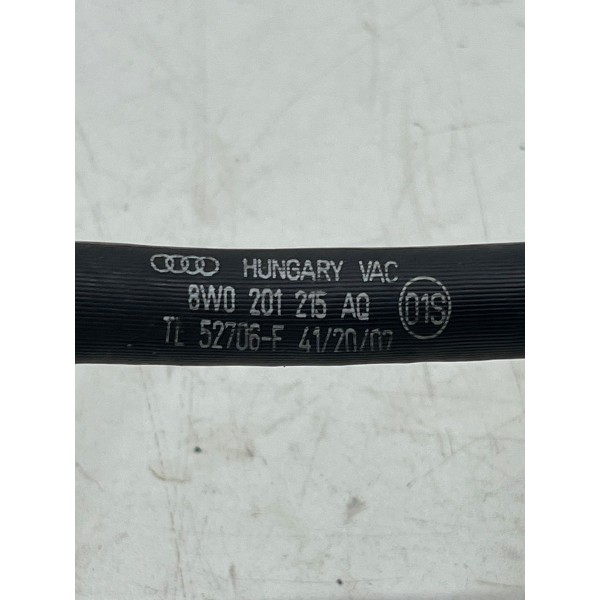 HUNGARY VAC
8W0 201 215 AQ 01S
TL 52706-F 41/20/07